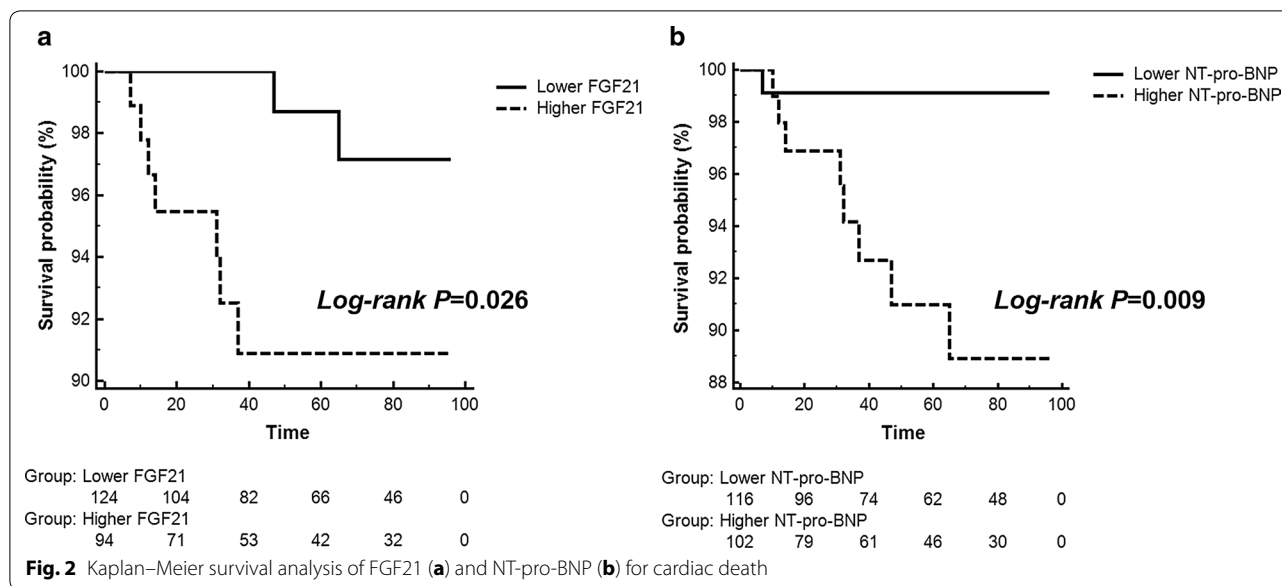 a
100
98
96
94
92
90
Survival probability (%)
Lower FGF21
Higher FGF21
Log-rank P=0.026
0 20 40 60 80 100
Time
Group: Lower FGF21
124 104 82 66 46 0
Group: Higher FGF21
94 71 53 42 32 0
b
100
98
96
94
92
90
88
Survival probability (%)
Lower NT-pro-BNP
Higher NT-pro-BNP
Log-rank P=0.009
0 20 40 60 80 100
Time
Group: Lower NT-pro-BNP
116 96 74 62 48 0
Group: Higher NT-pro-BNP
102 79 61 46 30 0
Fig. 2 Kaplan–Meier survival analysis of FGF21 (a) and NT-pro-BNP (b) for cardiac death